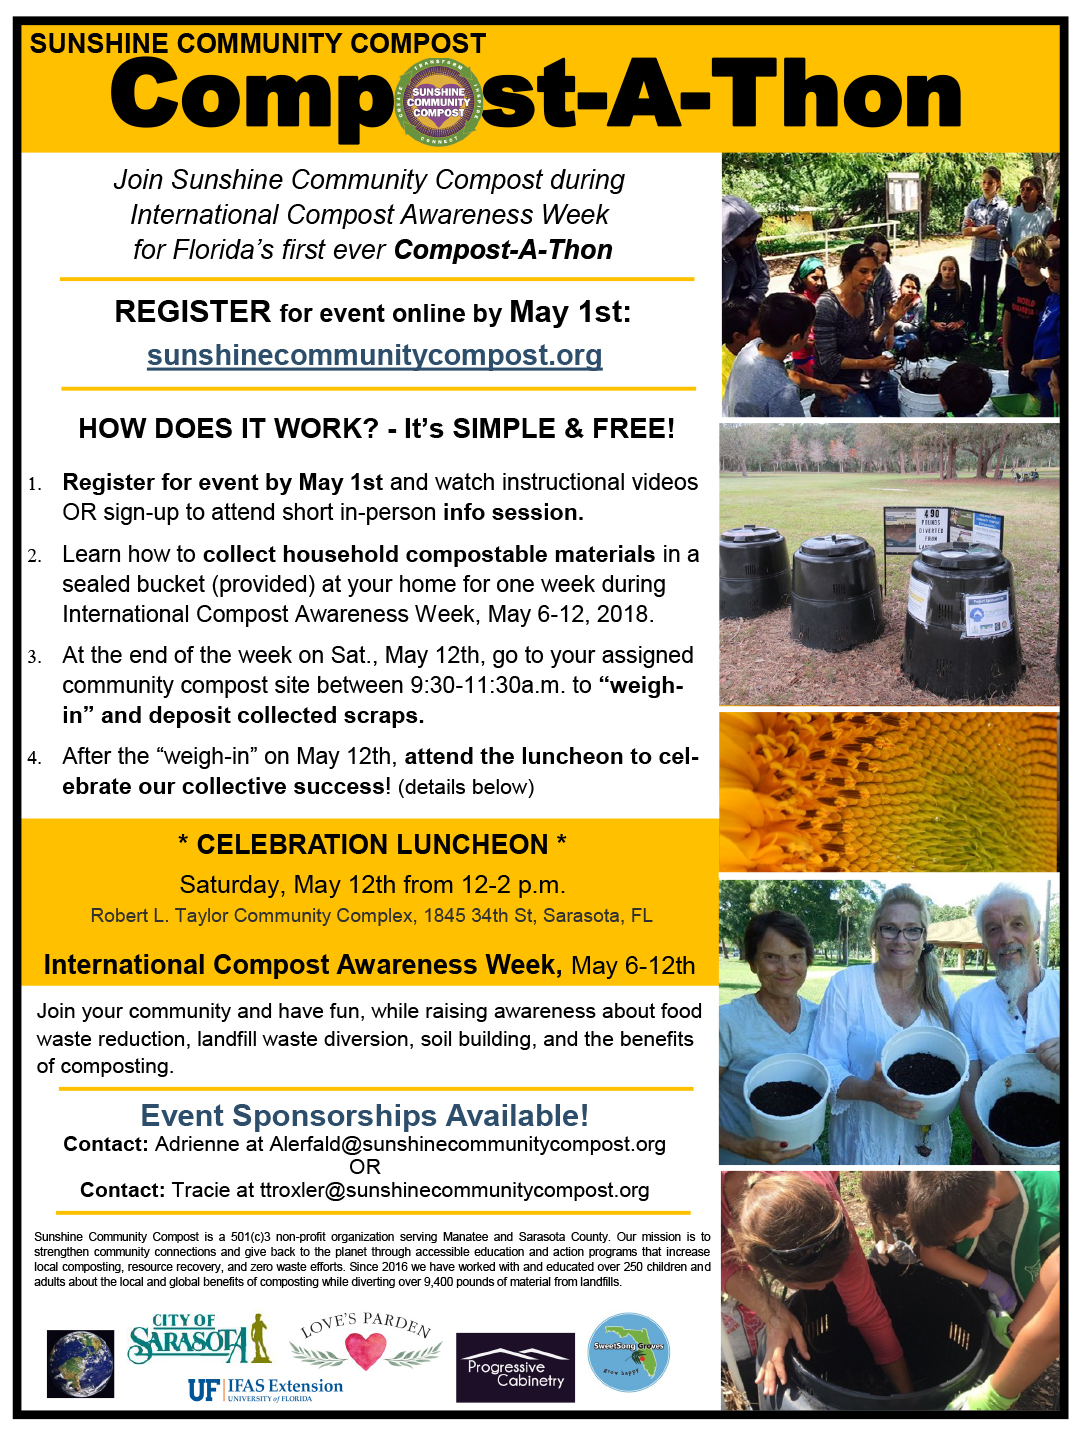 SUNSHINE COMMUNITY COMPOST
Compost-A-Thon
TRANSFORM
CREATE
INSPIRE
SUNSHINE
COMMUNITY
COMPOST
CONNECT
Join Sunshine Community Compost during
International Compost Awareness Week
for Florida’s first ever Compost-A-Thon
REGISTER for event online by May 1st:
sunshinecommunitycompost.org
HOW DOES IT WORK? - It’s SIMPLE & FREE!
1. Register for event by May 1st and watch instructional videos
OR sign-up to attend short in-person info session.
2. Learn how to collect household compostable materials in a
sealed bucket (provided) at your home for one week during
International Compost Awareness Week, May 6-12, 2018.
3. At the end of the week on Sat., May 12th, go to your assigned
community compost site between 9:30-11:30a.m. to “weigh-
in” and deposit collected scraps.
4. After the “weigh-in” on May 12th, attend the luncheon to cel-
ebrate our collective success! (details below)
* CELEBRATION LUNCHEON *
Saturday, May 12th from 12-2 p.m.
Robert L. Taylor Community Complex, 1845 34th St, Sarasota, FL
International Compost Awareness Week, May 6-12th
Join your community and have fun, while raising awareness about food
waste reduction, landfill waste diversion, soil building, and the benefits
of composting.
Event Sponsorships Available!
Contact: Adrienne at Alerfald@sunshinecommunitycompost.org
OR
Contact: Tracie at ttroxler@sunshinecommunitycompost.org
Sunshine Community Compost is a 501(c)3 non-profit organization serving Manatee and Sarasota County. Our mission is to
strengthen community connections and give back to the planet through accessible education and action programs that increase
local composting, resource recovery, and zero waste efforts. Since 2016 we have worked with and educated over 250 children and
adults about the local and global benefits of composting while diverting over 9,400 pounds of material from landfills.
CITY OF
SARASOTA
UF IFAS Extension
UNIVERSITY of FLORIDA
LOVE'S PARDEN
Progressive
Cabinetry
SweetSong Groves
grow happy
490
POUNDS
DIVERTED
FROM